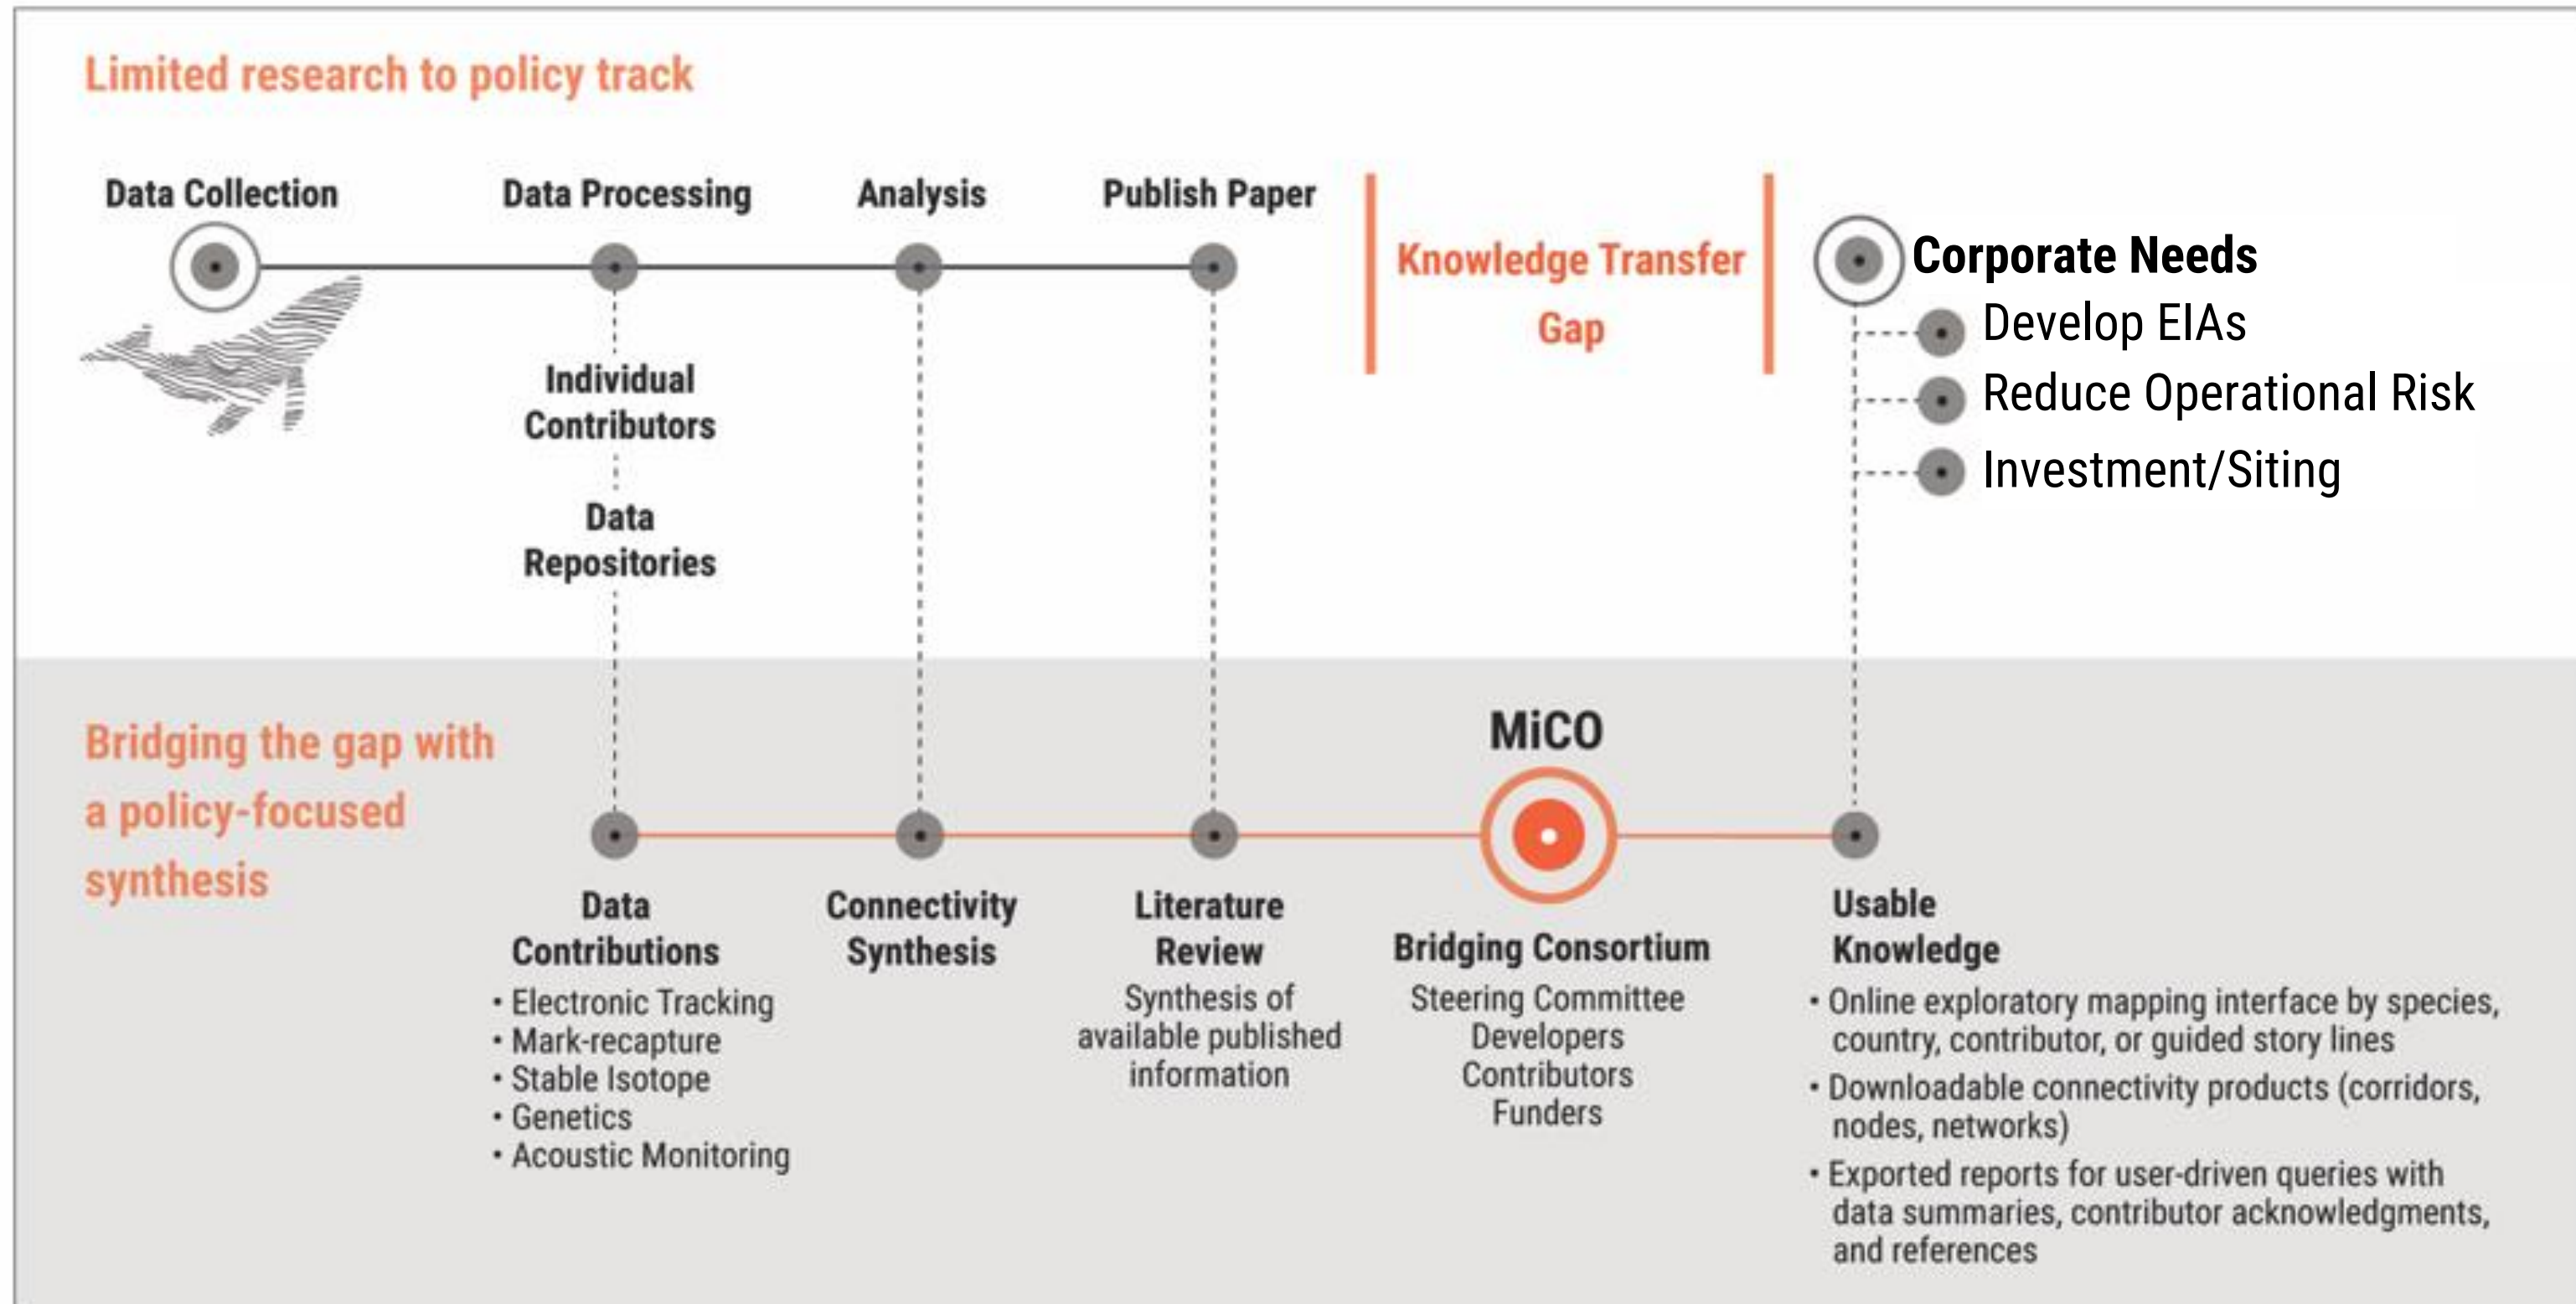 Limited research to policy track
Data Collection
Data Processing
Analysis
Publish Paper
Knowledge Transfer
Gap
Corporate Needs
Develop EIAs
Reduce Operational Risk
Investment/Siting
Individual
Contributors
Data
Repositories
Bridging the gap with
a policy-focused
synthesis
MiCO
Data
Contributions
• Electronic Tracking
• Mark-recapture
• Stable Isotope
• Genetics
• Acoustic Monitoring
Connectivity
Synthesis
Literature
Review
Synthesis of
available published
information
Bridging Consortium
Steering Committee
Developers
Contributors
Funders
Usable
Knowledge
• Online exploratory mapping interface by species,
country, contributor, or guided story lines
• Downloadable connectivity products (corridors,
nodes, networks)
• Exported reports for user-driven queries with
data summaries, contributor acknowledgments,
and references